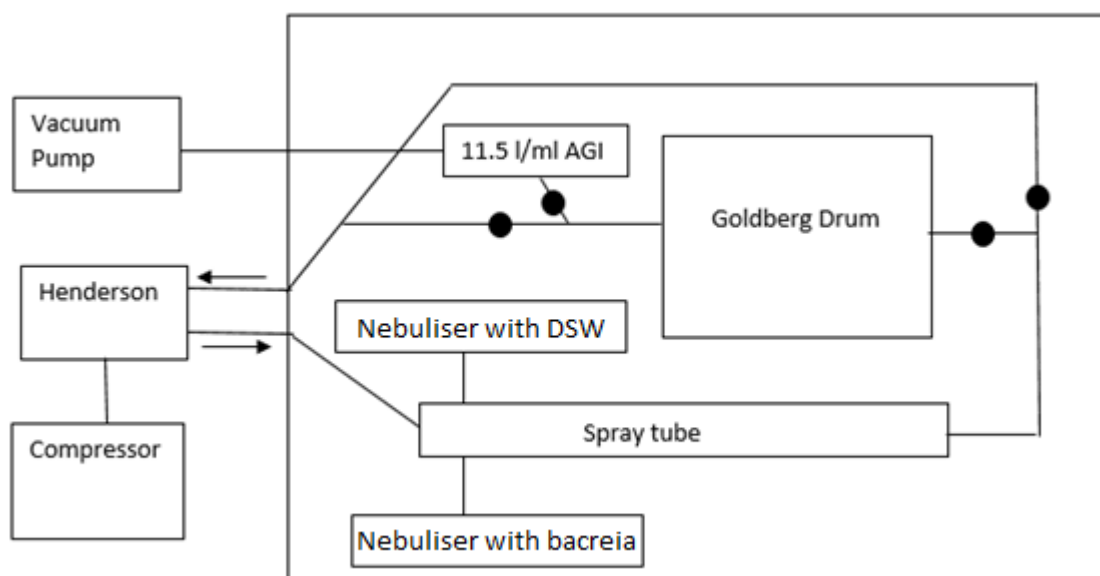 Vacuum
Pump
11.5 l/ml AGI
Goldberg Drum
Henderson
Nebuliser with DSW
Spray tube
Compressor
Nebuliser with bacreia